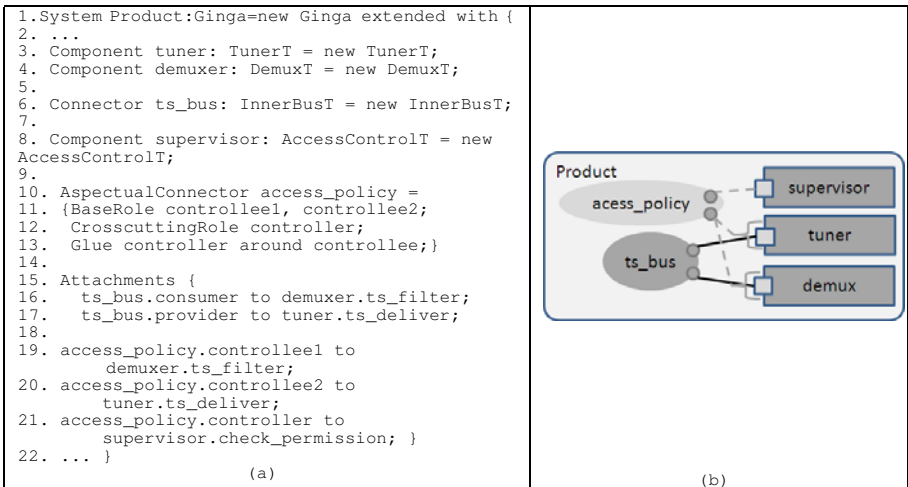 1.System Product:Ginga=new Ginga extended with {
2. ...
3. Component tuner: TunerT = new TunerT;
4. Component demuxer: DemuxT = new DemuxT;
5.
6. Connector ts_bus: InnerBusT = new InnerBusT;
7.
8. Component supervisor: AccessControlT = new
AccessControlT;
9.
10. AspectualConnector access_policy =
11. {BaseRole controllee1, controllee2;
12. CrosscuttingRole controller;
13. Glue controller around controllee;}
14.
15. Attachments {
16. ts_bus.consumer to demuxer.ts_filter;
17. ts_bus.provider to tuner.ts_deliver;
18.
19. access_policy.controllee1 to
demuxer.ts_filter;
20. access_policy.controllee2 to
tuner.ts_deliver;
21. access_policy.controller to
supervisor.check_permission; }
22. ... }
(a)
Product
acess_policy
supervisor
tuner
ts_bus
demux
(b)